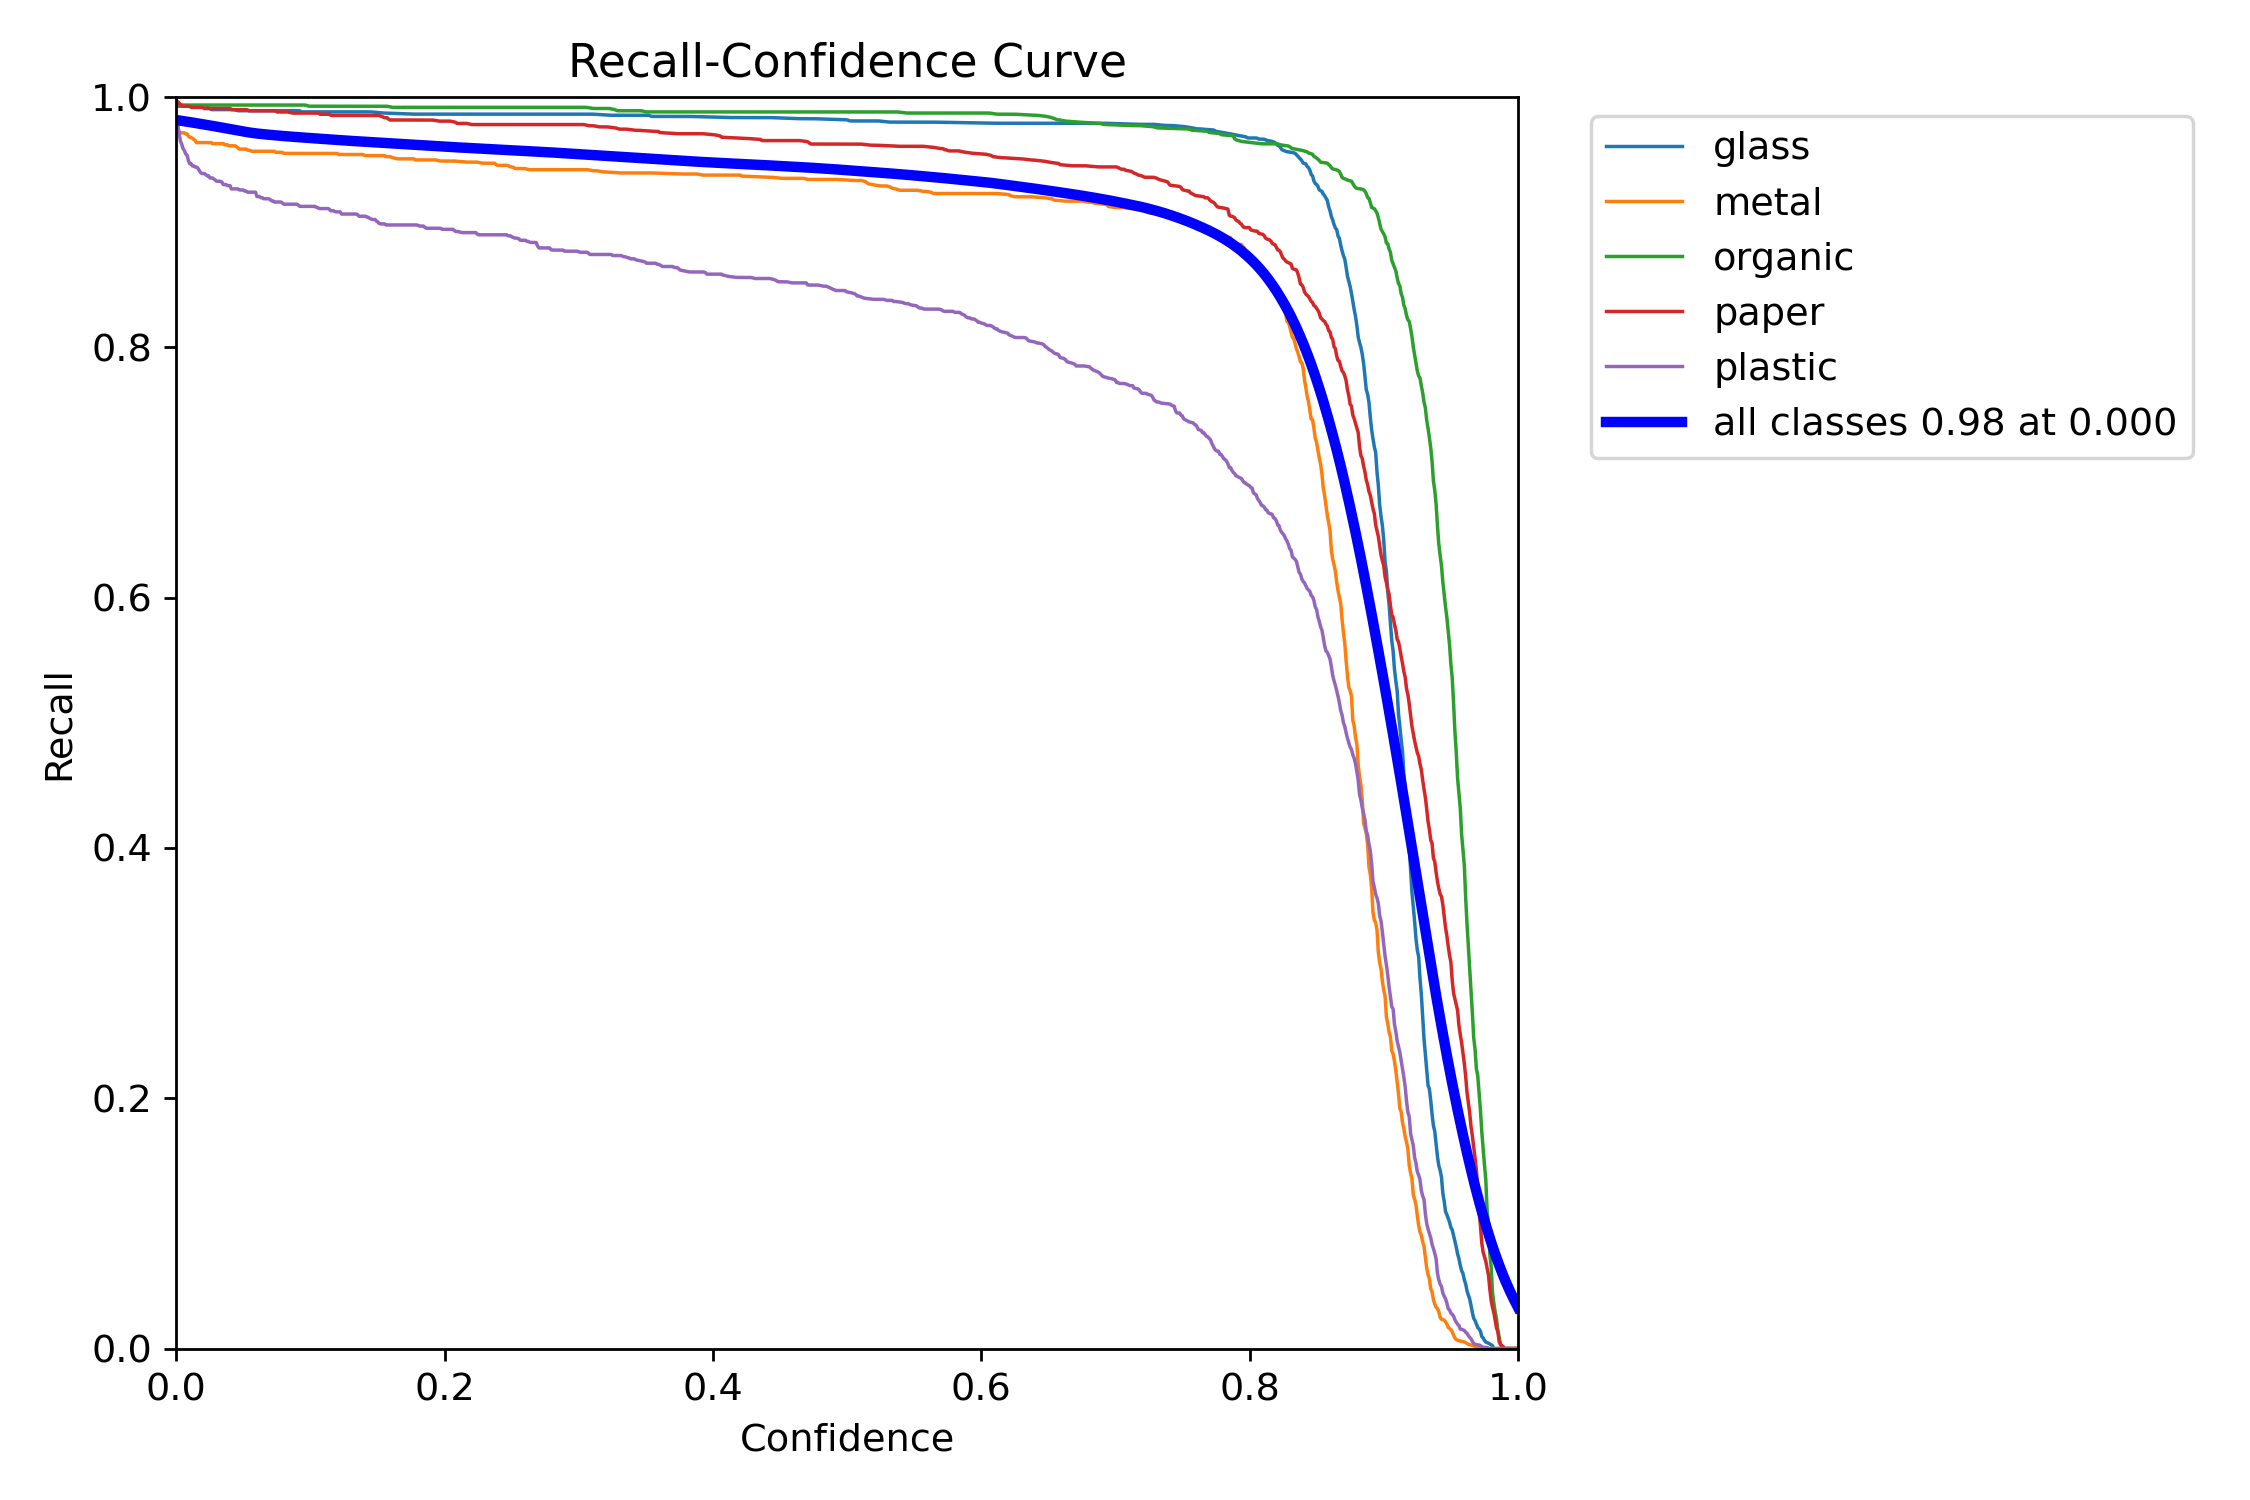 Recall-Confidence Curve
1.0
0.8
0.6
0.4
0.2
0.0
Recall
0.0 0.2 0.4 0.6 0.8 1.0
Confidence
glass
metal
organic
paper
plastic
all classes 0.98 at 0.000